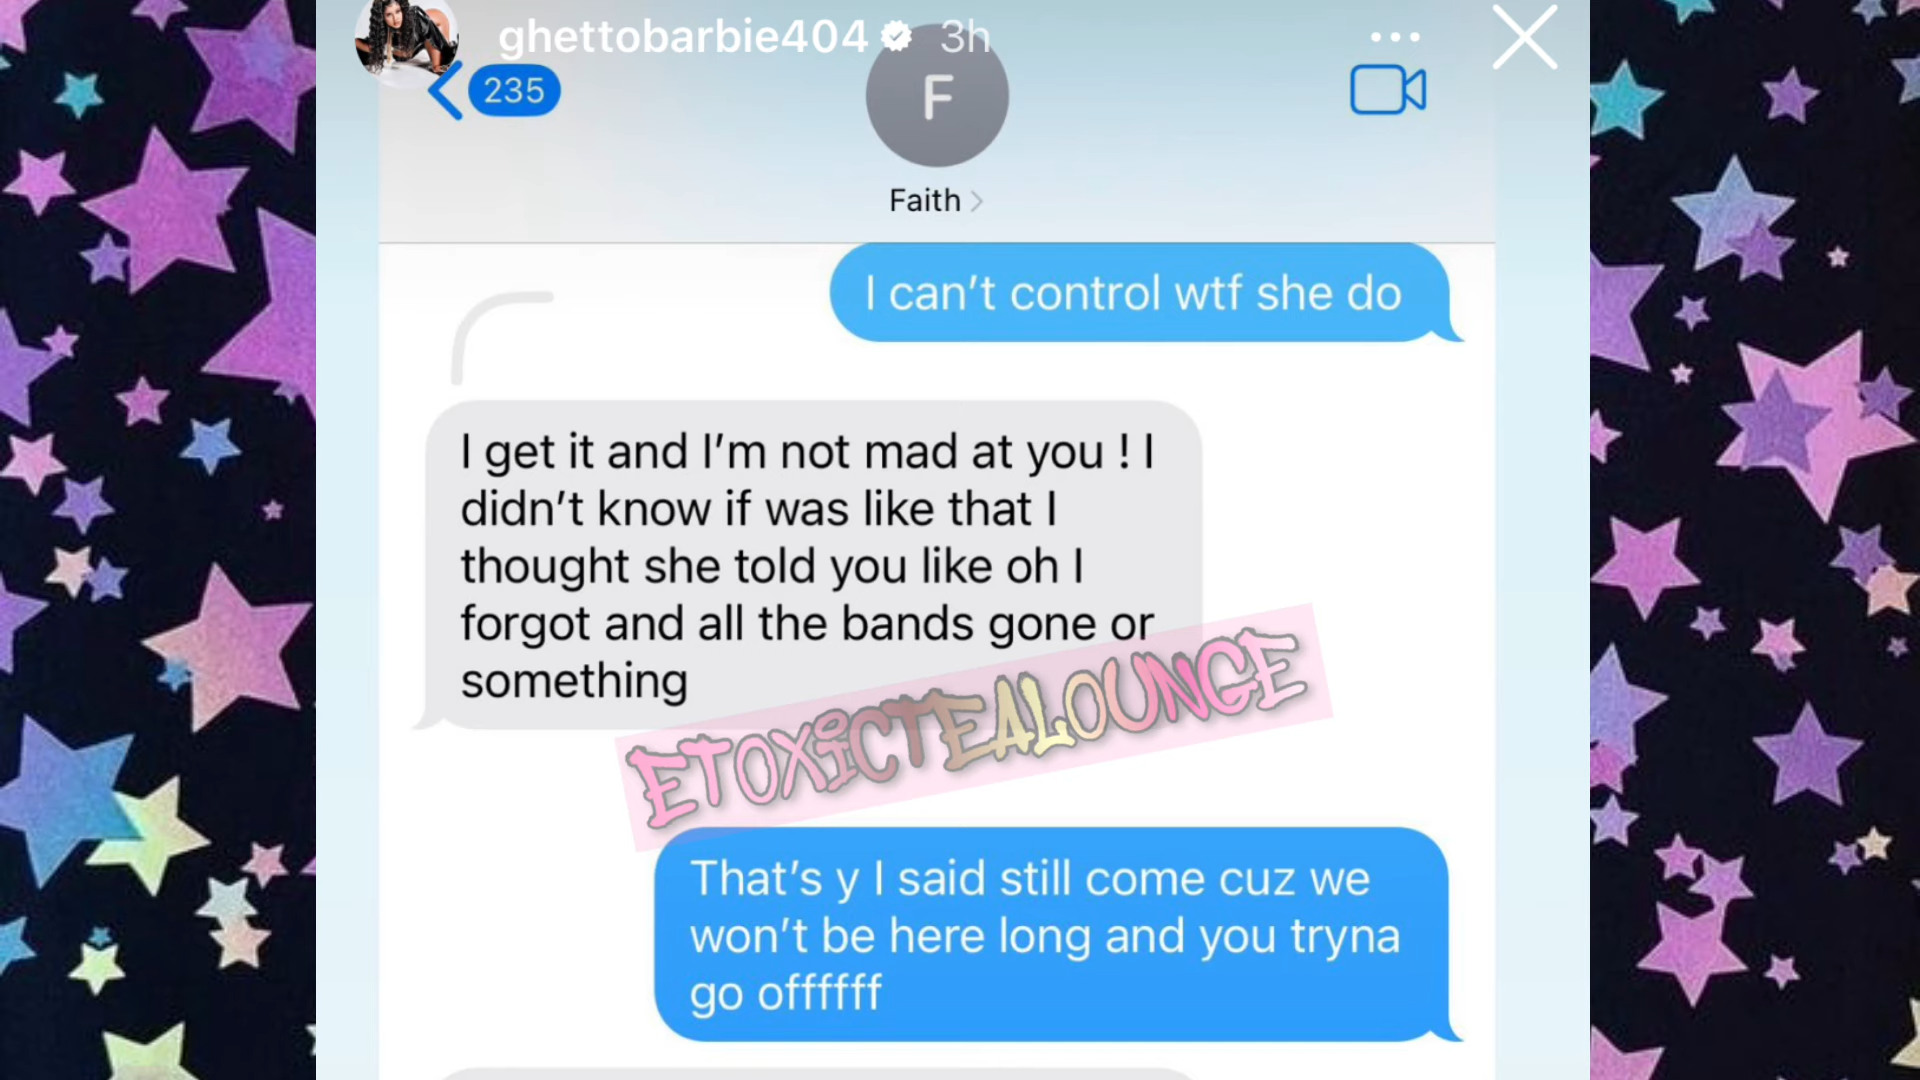 ghettobarbie404 3h
235
F
Faith
I can't control wtf she do
I get it and I'm not mad at you ! I
didn't know if was like that I
thought she told you like oh I
forgot and all the bands gone or
something
ETOXICTEALOUNGE
That's y I said still come cuz we
won't be here long and you tryna
go offfffff